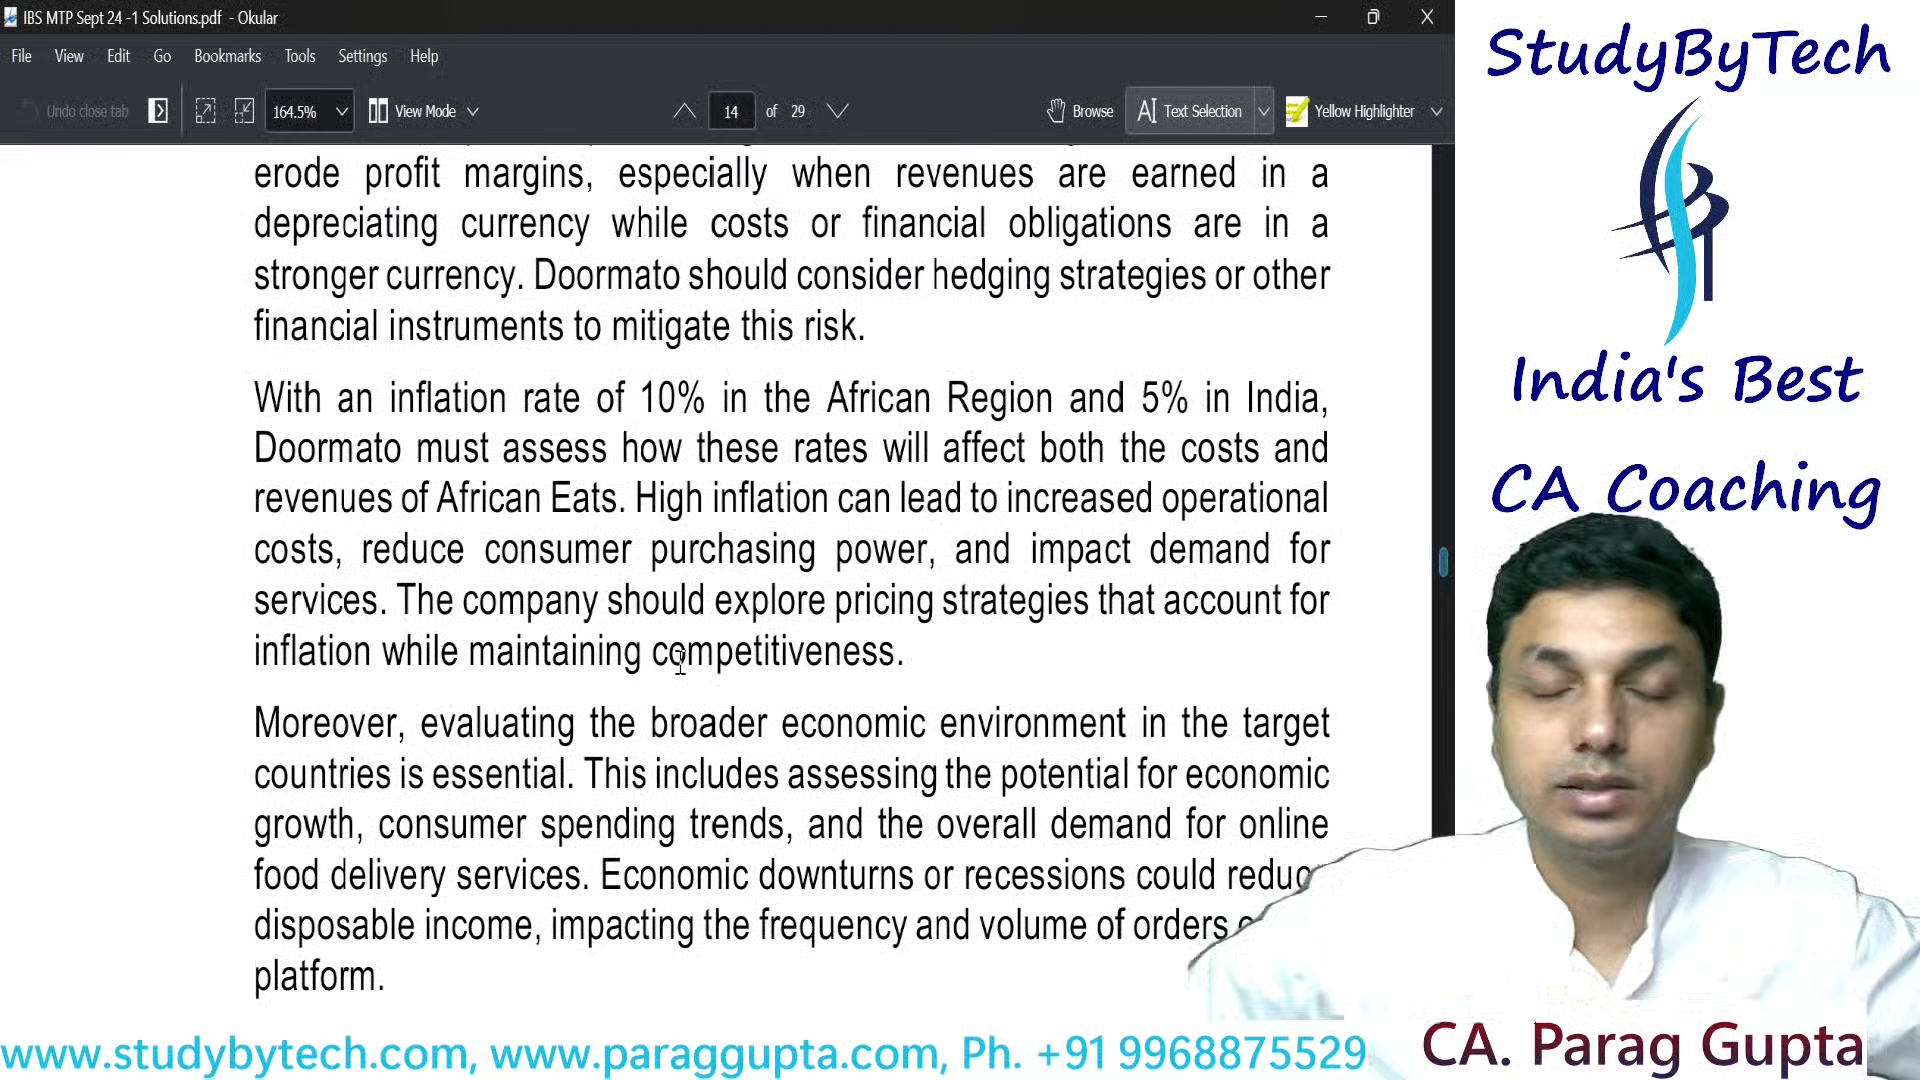 IBS MTP Sept 24 -1 Solutions.pdf - Okular
File View Edit Go Bookmarks Tools Settings Help
Undo close tab 164.5% View Mode 14 of 29 Browse Text Selection Yellow Highlighter
erode profit margins, especially when revenues are earned in a
depreciating currency while costs or financial obligations are in a
stronger currency. Doormato should consider hedging strategies or other
financial instruments to mitigate this risk.
With an inflation rate of 10% in the African Region and 5% in India,
Doormato must assess how these rates will affect both the costs and
revenues of African Eats. High inflation can lead to increased operational
costs, reduce consumer purchasing power, and impact demand for
services. The company should explore pricing strategies that account for
inflation while maintaining competitiveness.
Moreover, evaluating the broader economic environment in the target
countries is essential. This includes assessing the potential for economic
growth, consumer spending trends, and the overall demand for online
food delivery services. Economic downturns or recessions could
disposable income, impacting the frequency and volume of orders
platform.
StudyByTech
India's Best
CA Coaching
www.studybytech.com, www.paraggupta.com, Ph. +91 9968875529
CA. Parag Gupta